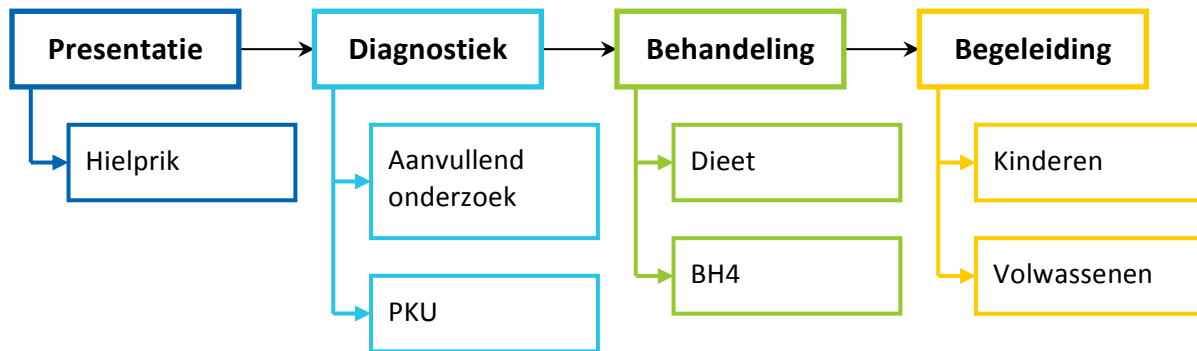 Presentatie
Diagnostiek
Behandeling
Begeleiding
Hielprik
Aanvullend
onderzoek
Dieet
Kinderen
PKU
BH4
Volwassenen